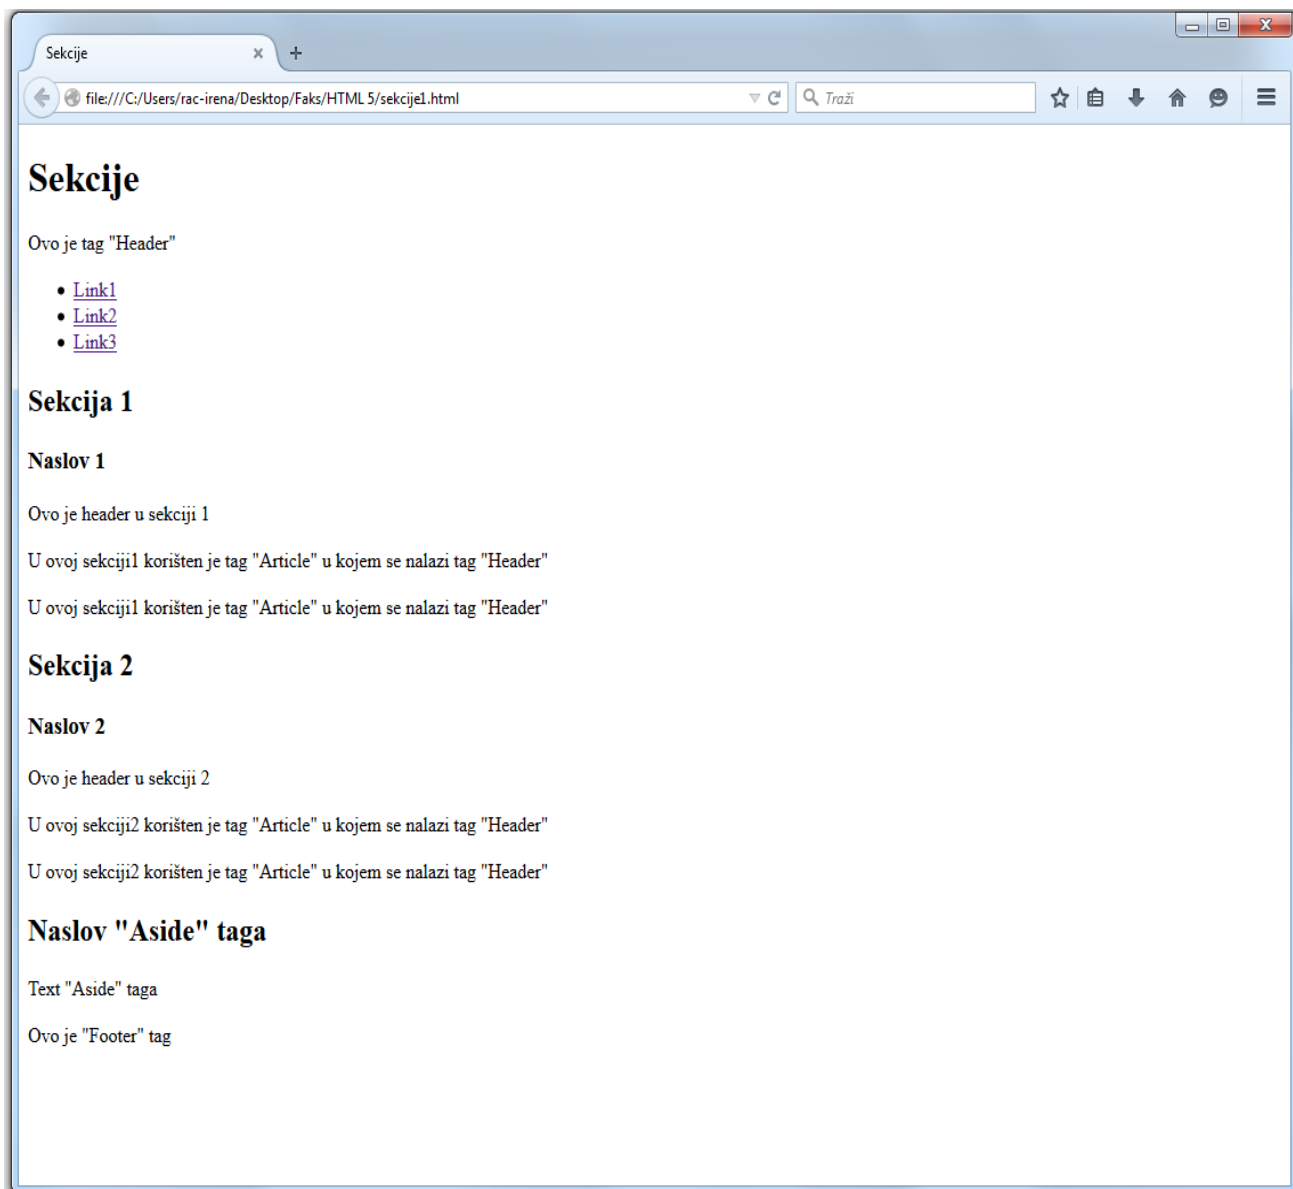 Sekcije
file:///C:/Users/rac-irena/Desktop/Faks/HTML 5/sekcije1.html
Traži
Sekcije
Ovo je tag "Header"
Link1
Link2
Link3
Sekcija 1
Naslov 1
Ovo je header u sekciji 1
U ovoj sekciji1 korišten je tag "Article" u kojem se nalazi tag "Header"
U ovoj sekciji1 korišten je tag "Article" u kojem se nalazi tag "Header"
Sekcija 2
Naslov 2
Ovo je header u sekciji 2
U ovoj sekciji2 korišten je tag "Article" u kojem se nalazi tag "Header"
U ovoj sekciji2 korišten je tag "Article" u kojem se nalazi tag "Header"
Naslov "Aside" taga
Text "Aside" taga
Ovo je "Footer" tag